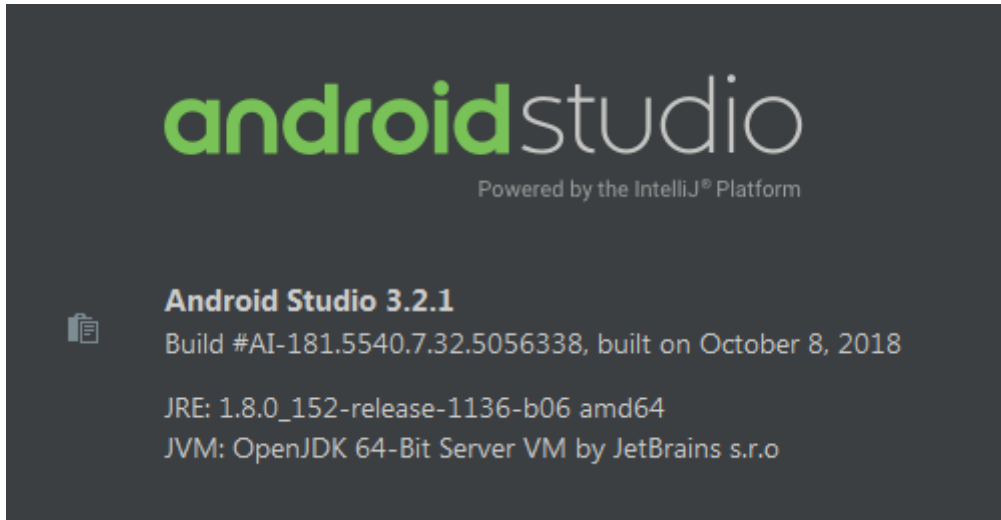 androidstudio
Powered by the IntelliJ® Platform
Android Studio 3.2.1
Build #AI-181.5540.7.32.5056338, built on October 8, 2018
JRE: 1.8.0_152-release-1136-b06 amd64
JVM: OpenJDK 64-Bit Server VM by JetBrains s.r.o